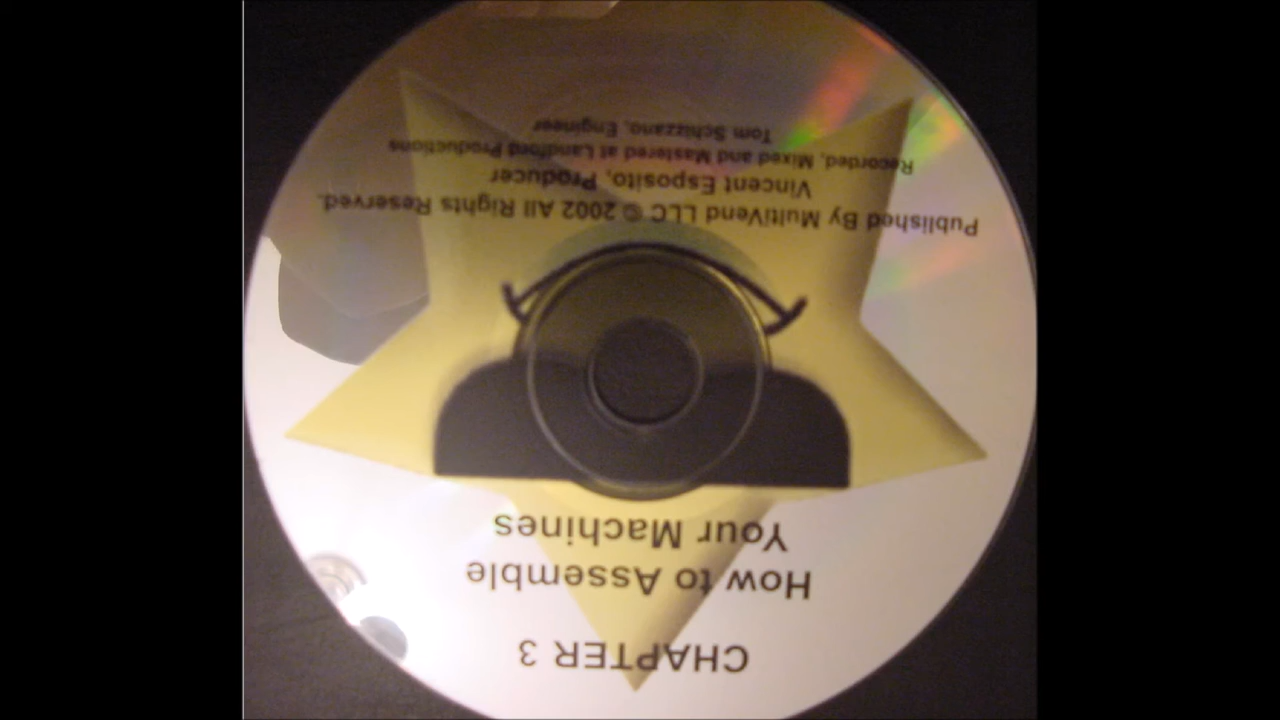 CHAPTER 3
How to Assemble
Your Machines
Published By MultiVend LLC © 2002 All Rights Reserved.
Vincent Esposito, Producer
Recorded, Mixed and Mastered at Landford Productions
Tom Schizzano, Engineer